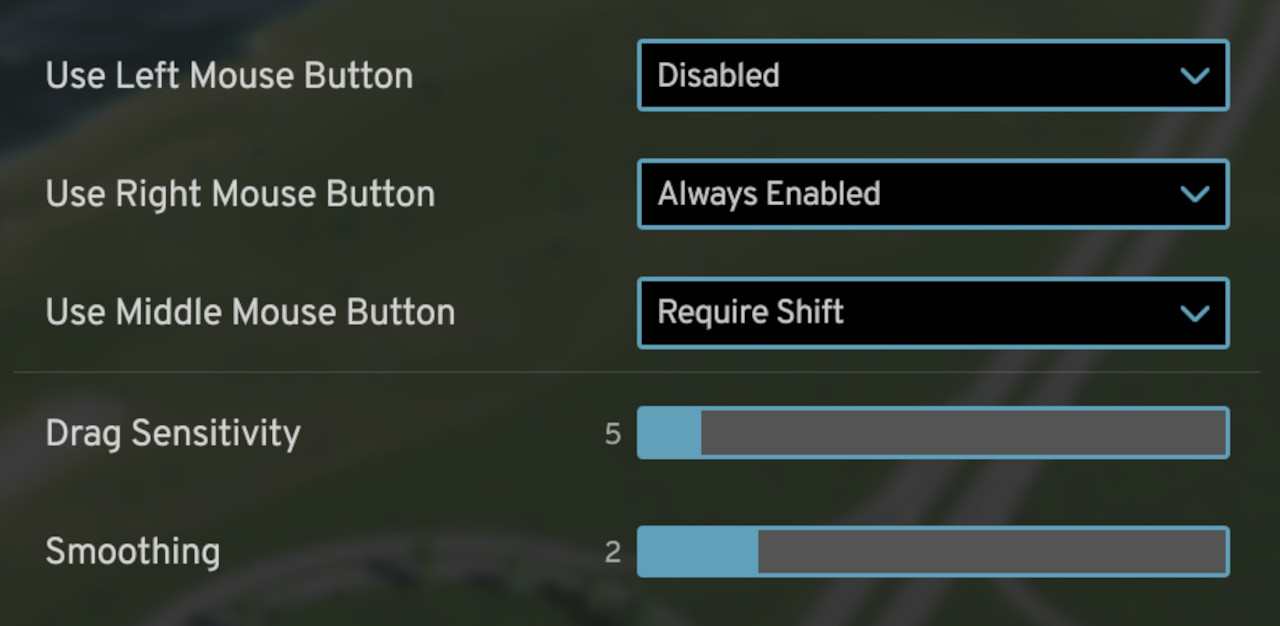 Use Left Mouse Button Disabled
Use Right Mouse Button Always Enabled
Use Middle Mouse Button Require Shift
Drag Sensitivity 5
Smoothing 2